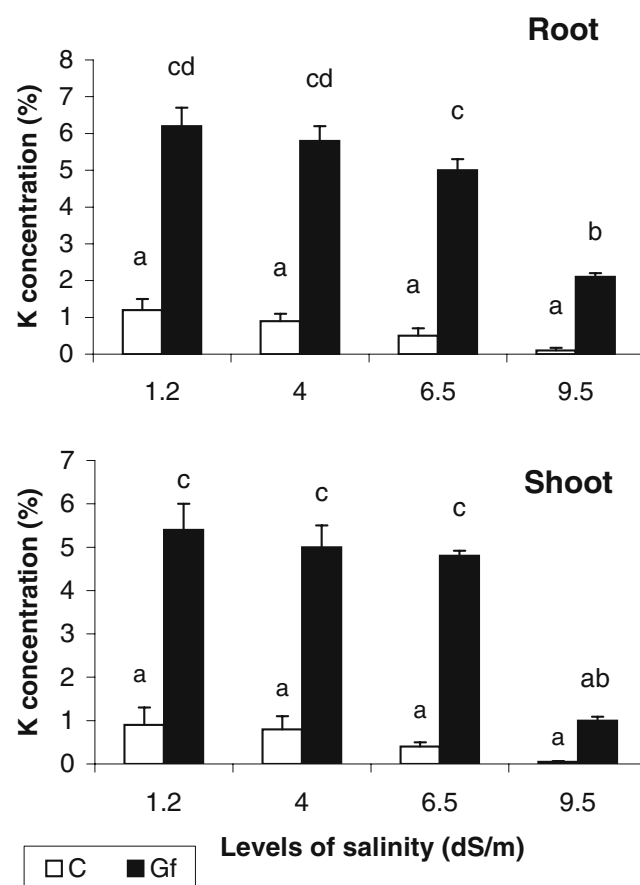 Root
K concentration (%)
8
7
6
5
4
3
2
1
0
cd
cd
c
b
a
a
a
a
1.2 4 6.5 9.5
Shoot
K concentration (%)
7
6
5
4
3
2
1
0
c
c
c
ab
a
a
a
a
1.2 4 6.5 9.5
Levels of salinity (dS/m)
C Gf